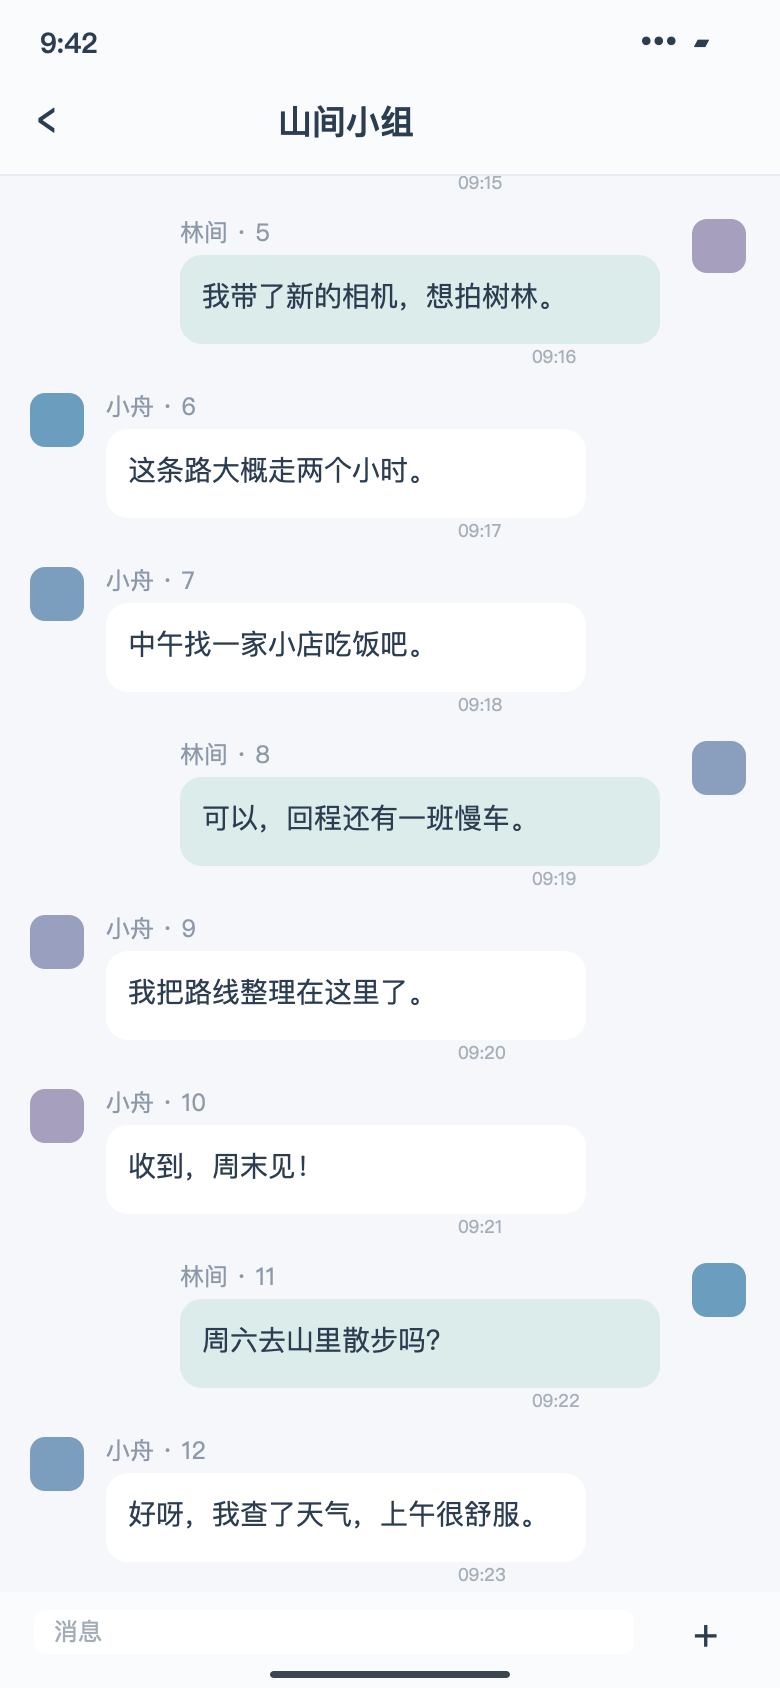 9:42
山间小组
09:15
林间 · 5
我带了新的相机，想拍树林。
09:16
小舟 · 6
这条路大概走两个小时。
09:17
小舟 · 7
中午找一家小店吃饭吧。
09:18
林间 · 8
可以，回程还有一班慢车。
09:19
小舟 · 9
我把路线整理在这里了。
09:20
小舟 · 10
收到，周末见！
09:21
林间 · 11
周六去山里散步吗？
09:22
小舟 · 12
好呀，我查了天气，上午很舒服。
09:23
消息